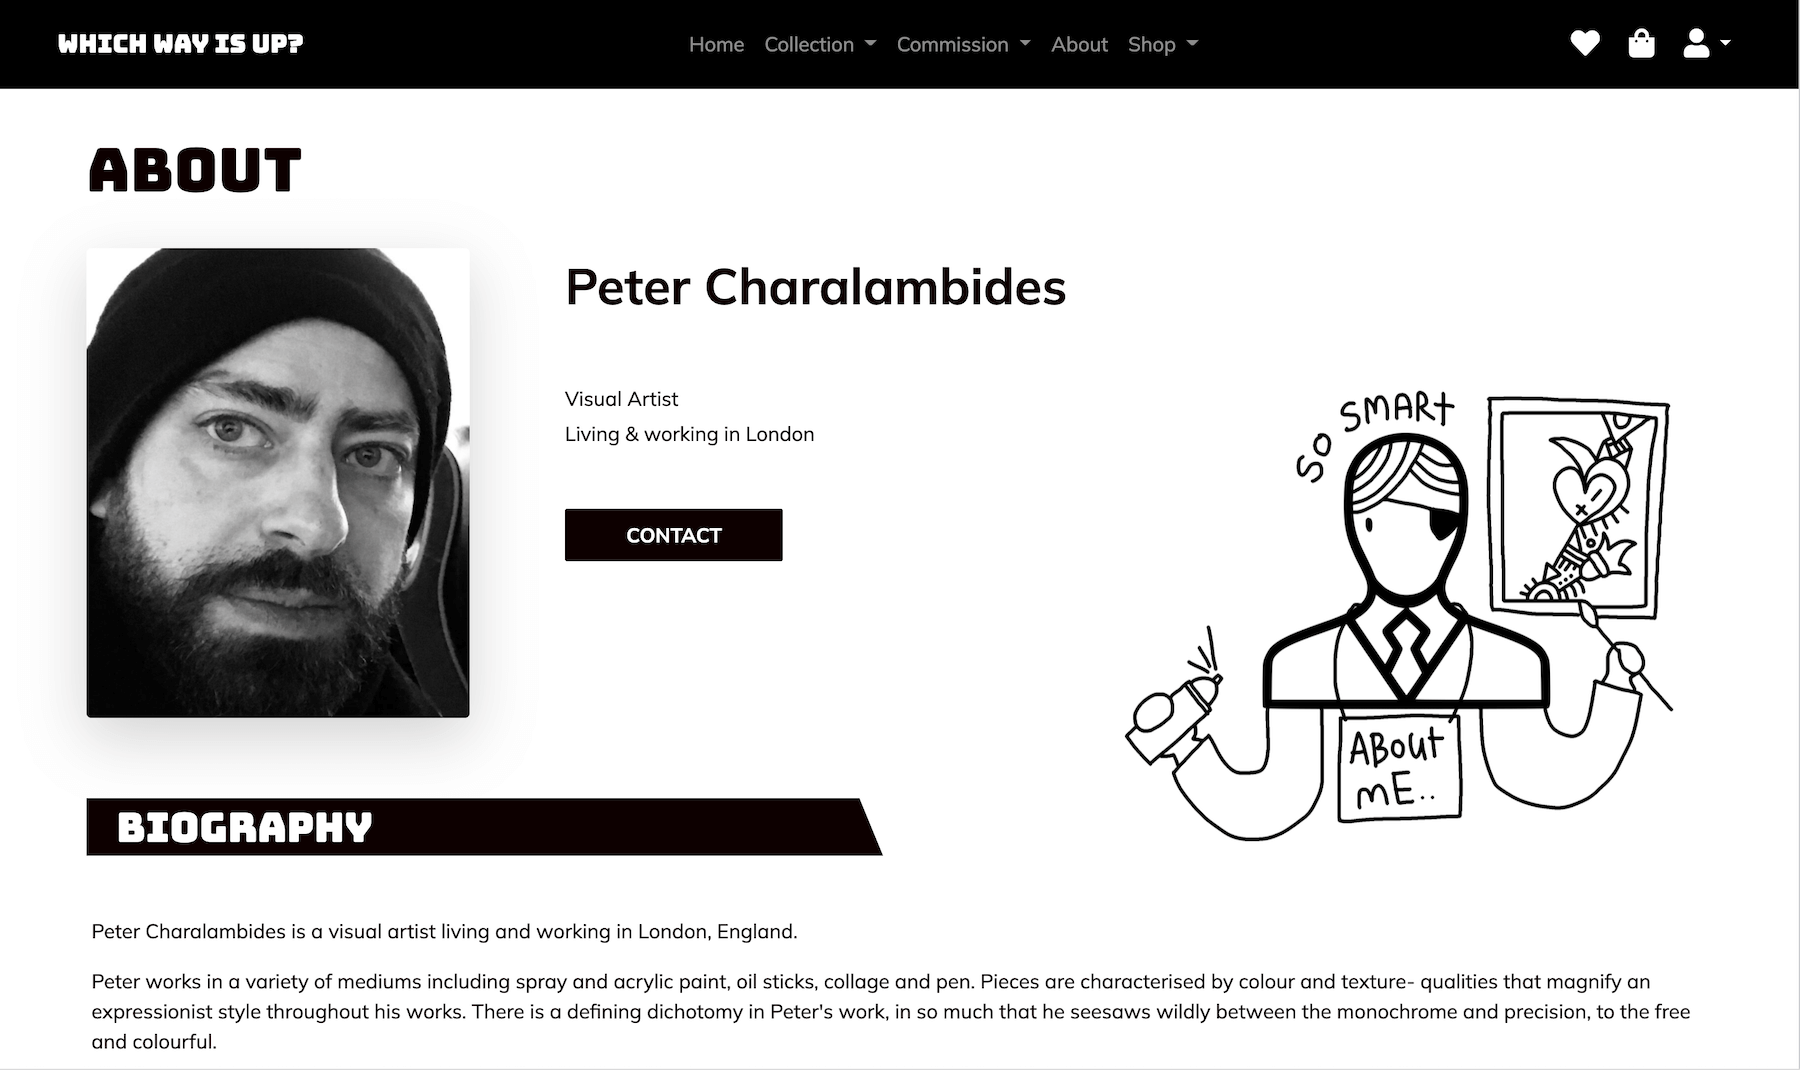 WHICH WAY IS UP?
Home Collection Commission About Shop
ABOUT
Peter Charalambides
Visual Artist
Living & working in London
CONTACT
SO SMARt
ABOUt
mE..
BIOGRAPHY
Peter Charalambides is a visual artist living and working in London, England.
Peter works in a variety of mediums including spray and acrylic paint, oil sticks, collage and pen. Pieces are characterised by colour and texture- qualities that magnify an
expressionist style throughout his works. There is a defining dichotomy in Peter's work, in so much that he seesaws wildly between the monochrome and precision, to the free
and colourful.